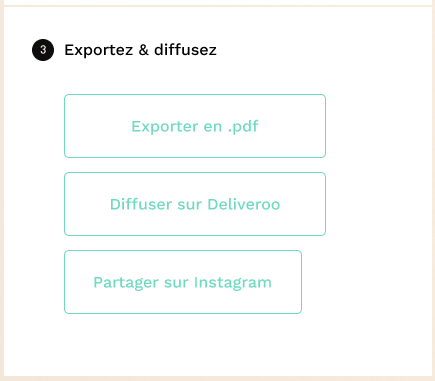 3 Exportez & diffusez
Exporter en .pdf
Diffuser sur Deliveroo
Partager sur Instagram